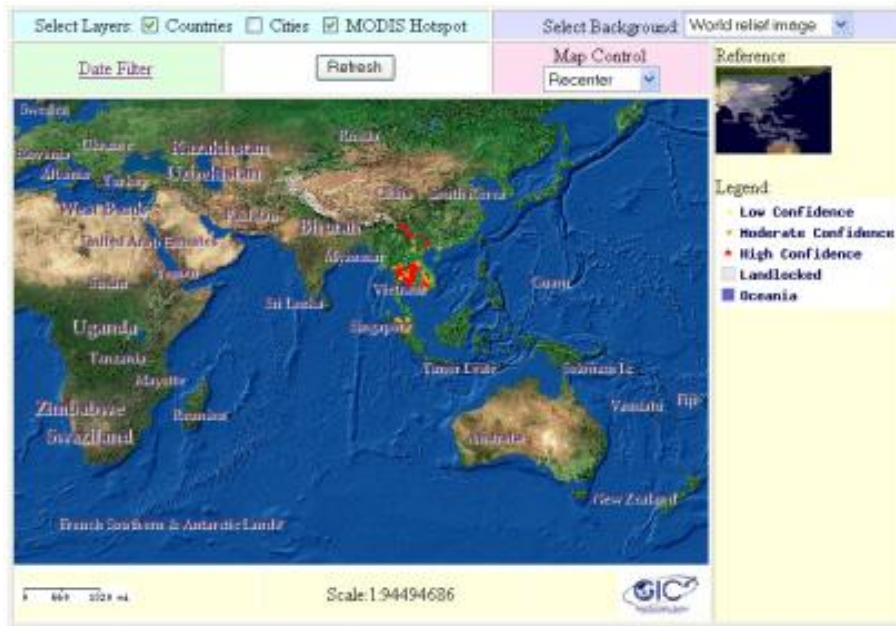 Select Layers: Countries Cities MODIS Hotspot
Select Background: World relief image
Date Filter
Refresh
Map Control
Recenter
Reference:
Legend:
Low Confidence
Moderate Confidence
High Confidence
Landlocked
Oceania
Sweden
Russia
Ukraine
Kazakhstan
Slovenia
Uzbekistan
Albania
Turkey
China
South Korea
West Bank
Pakistan
Bhutan
United Arab Emirates
Myanmar
Sudan
Yemen
Vietnam
Guam
Sri Lanka
Uganda
Singapore
Tanzania
Timor Leste
Solomon Is.
Mayotte
Zimbabwe
Reunion
Vanuatu
Fiji
Swaziland
Australia
New Zealand
French Southern & Antarctic Lands
Scale:1:94494686
GIC